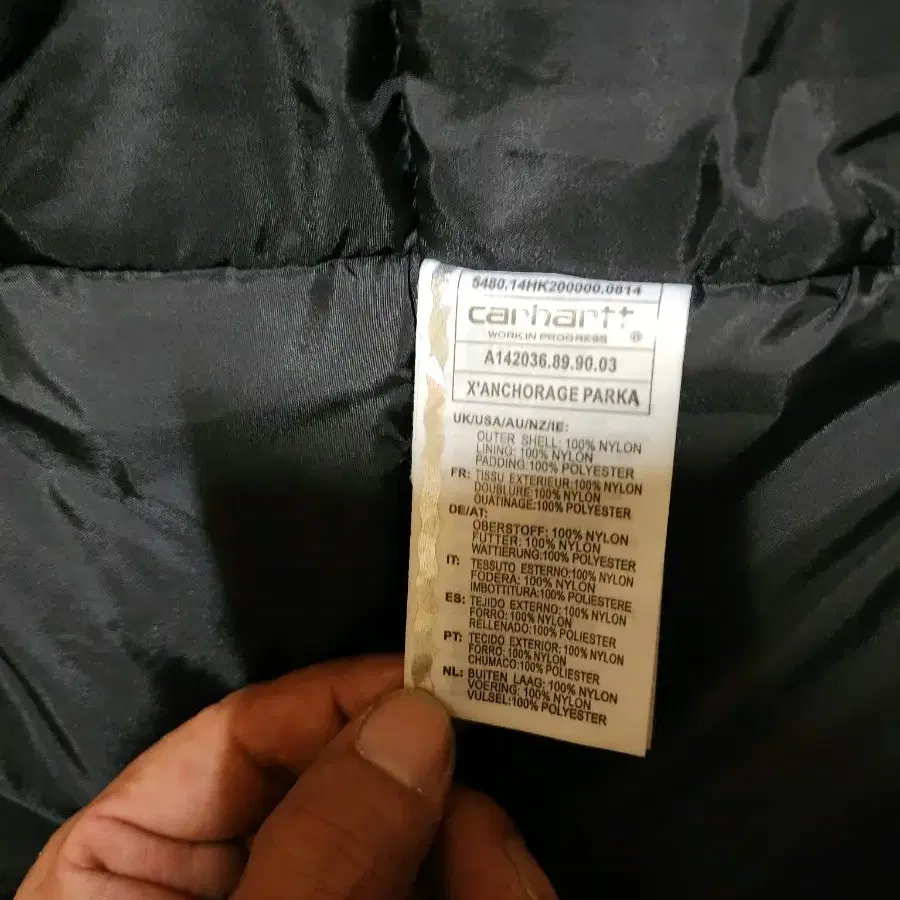 5480.14HK200000.0814
carhartt
WORK IN PROGRESS ®
A142036.89.90.03
X'ANCHORAGE PARKA
UK/USA/AU/NZ/IE:
OUTER SHELL: 100% NYLON
LINING: 100% NYLON
PADDING:100% POLYESTER
FR: TISSU EXTERIEUR:100% NYLON
DOUBLURE:100% NYLON
OUATINAGE:100% POLYESTER
DE/AT:
OBERSTOFF: 100% NYLON
FUTTER: 100% NYLON
WATTIERUNG:100% POLYESTER
IT: TESSUTO ESTERNO:100% NYLON
FODERA: 100% NYLON
IMBOTTITURA:100% POLIESTERE
ES: TEJIDO EXTERNO: 100% NYLON
FORRO: 100% NYLON
RELLENADO:100% POLIESTER
PT: TECIDO EXTERIOR: 100% NYLON
FORRO: 100% NYLON
CHUMACO:100% POLIESTER
NL: BUITEN LAAG: 100% NYLON
VOERING: 100% NYLON
VULSEL:100% POLYESTER